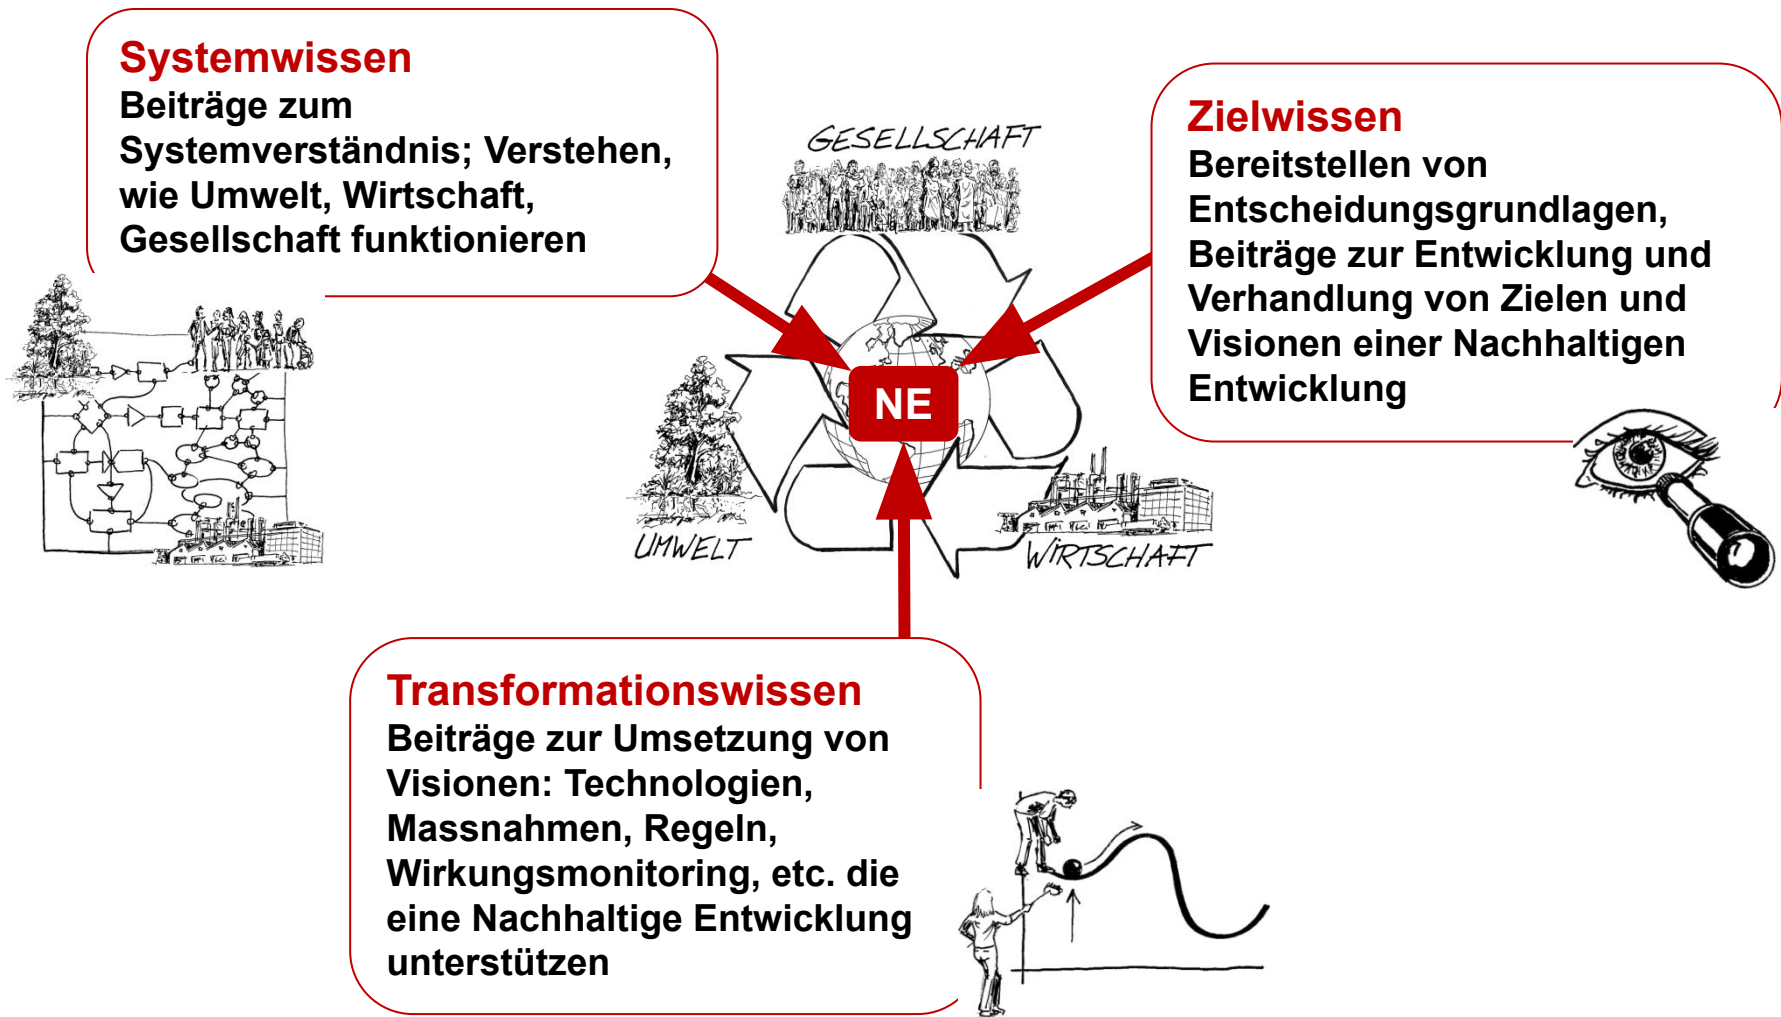 Systemwissen
Beiträge zum
Systemverständnis; Verstehen,
wie Umwelt, Wirtschaft,
Gesellschaft funktionieren
GESELLSCHAFT
Zielwissen
Bereitstellen von
Entscheidungsgrundlagen,
Beiträge zur Entwicklung und
Verhandlung von Zielen und
Visionen einer Nachhaltigen
Entwicklung
NE
UMWELT
WIRTSCHAFT
Transformationswissen
Beiträge zur Umsetzung von
Visionen: Technologien,
Massnahmen, Regeln,
Wirkungsmonitoring, etc. die
eine Nachhaltige Entwicklung
unterstützen